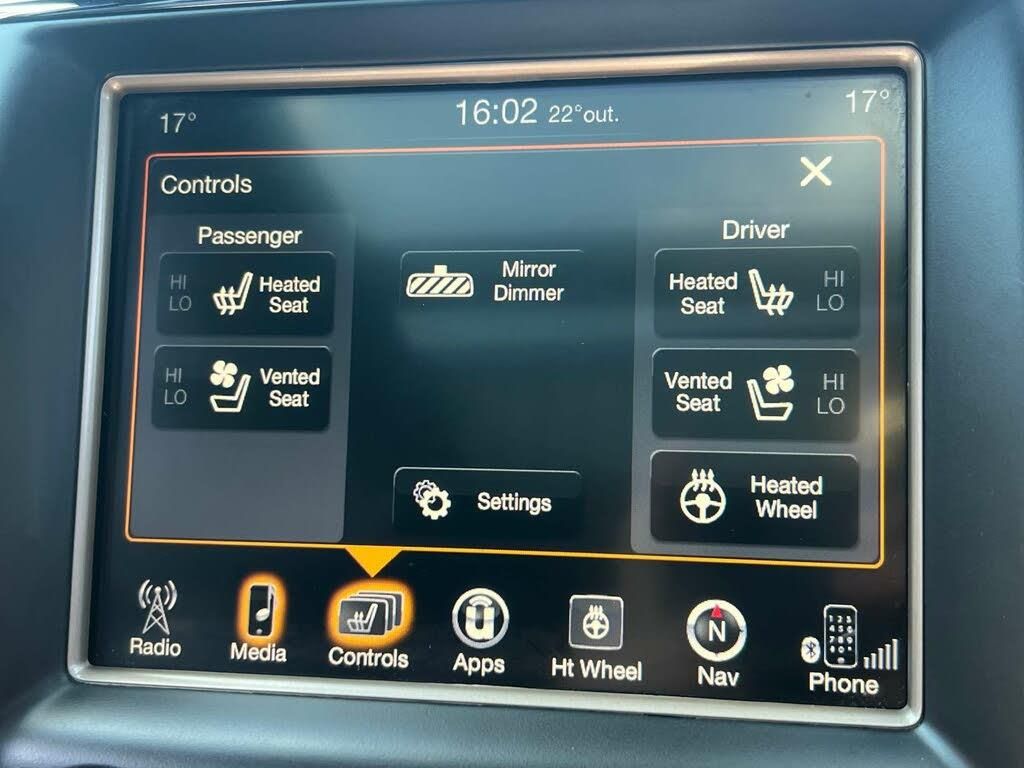 17°
16:02 22°out.
17°
Controls
Passenger
HI
LO
Heated
Seat
HI
LO
Vented
Seat
Mirror
Dimmer
Settings
Driver
Heated
Seat
HI
LO
Vented
Seat
HI
LO
Heated
Wheel
Radio
Media
Controls
Apps
Ht Wheel
N
Nav
Phone